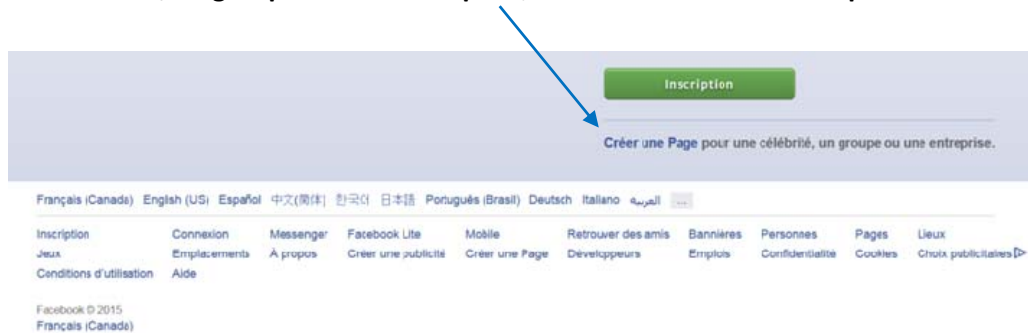 Inscription
Créer une Page pour une célébrité, un groupe ou une entreprise.
Français (Canada) English (US) Español 中文(简体) 한국어 日本語 Português (Brasil) Deutsch Italiano العربية ...
Inscription Connexion Messenger Facebook Lite Mobile Retrouver des amis Bannières Personnes Pages Lieux
Jeux Emplacements À propos Créer une publicité Créer une Page Développeurs Emplois Confidentialité Cookies Choix publicitaires
Conditions d'utilisation Aide
Facebook © 2015
Français (Canada)